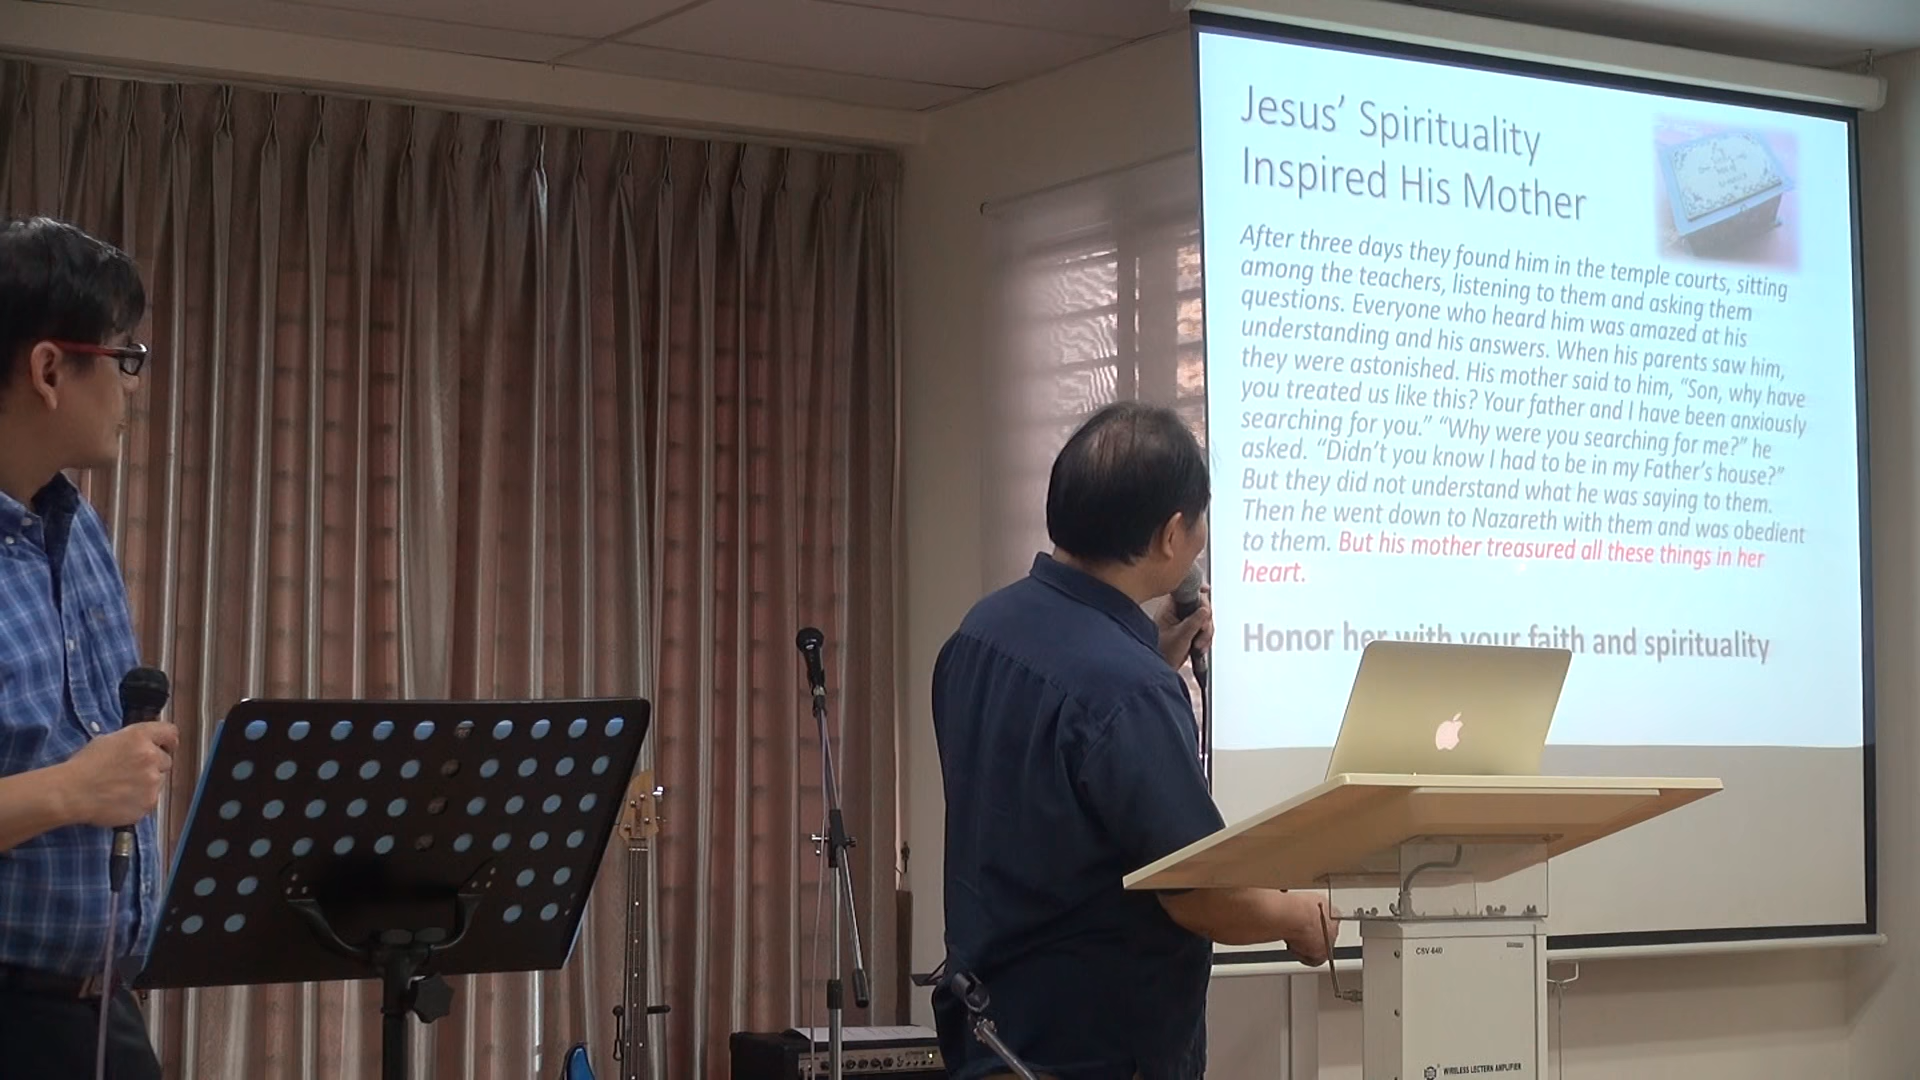 Jesus' Spirituality
Inspired His Mother
After three days they found him in the temple courts, sitting
among the teachers, listening to them and asking them
questions. Everyone who heard him was amazed at his
understanding and his answers. When his parents saw him,
they were astonished. His mother said to him, “Son, why have
you treated us like this? Your father and I have been anxiously
searching for you.” “Why were you searching for me?” he
asked. “Didn’t you know I had to be in my Father’s house?”
But they did not understand what he was saying to them.
Then he went down to Nazareth with them and was obedient
to them. But his mother treasured all these things in her
heart.
Honor her with your faith and spirituality
CSV-640
WIRELESS LECTERN AMPLIFIER